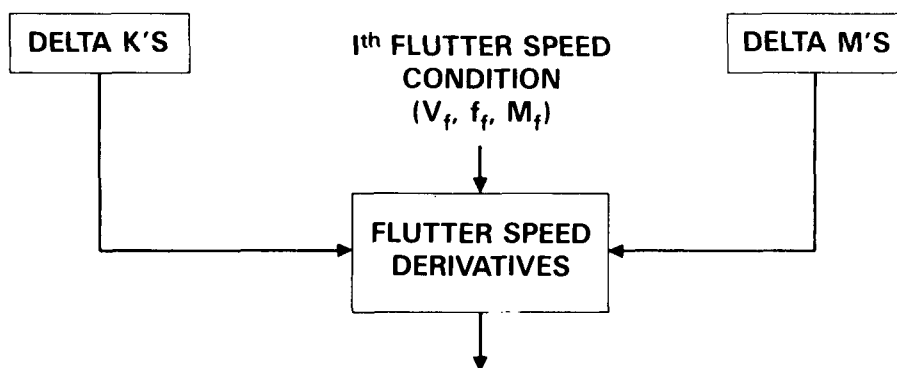 DELTA K'S
Ith FLUTTER SPEED
CONDITION
(Vf, ff, Mf)
DELTA M'S
FLUTTER SPEED
DERIVATIVES